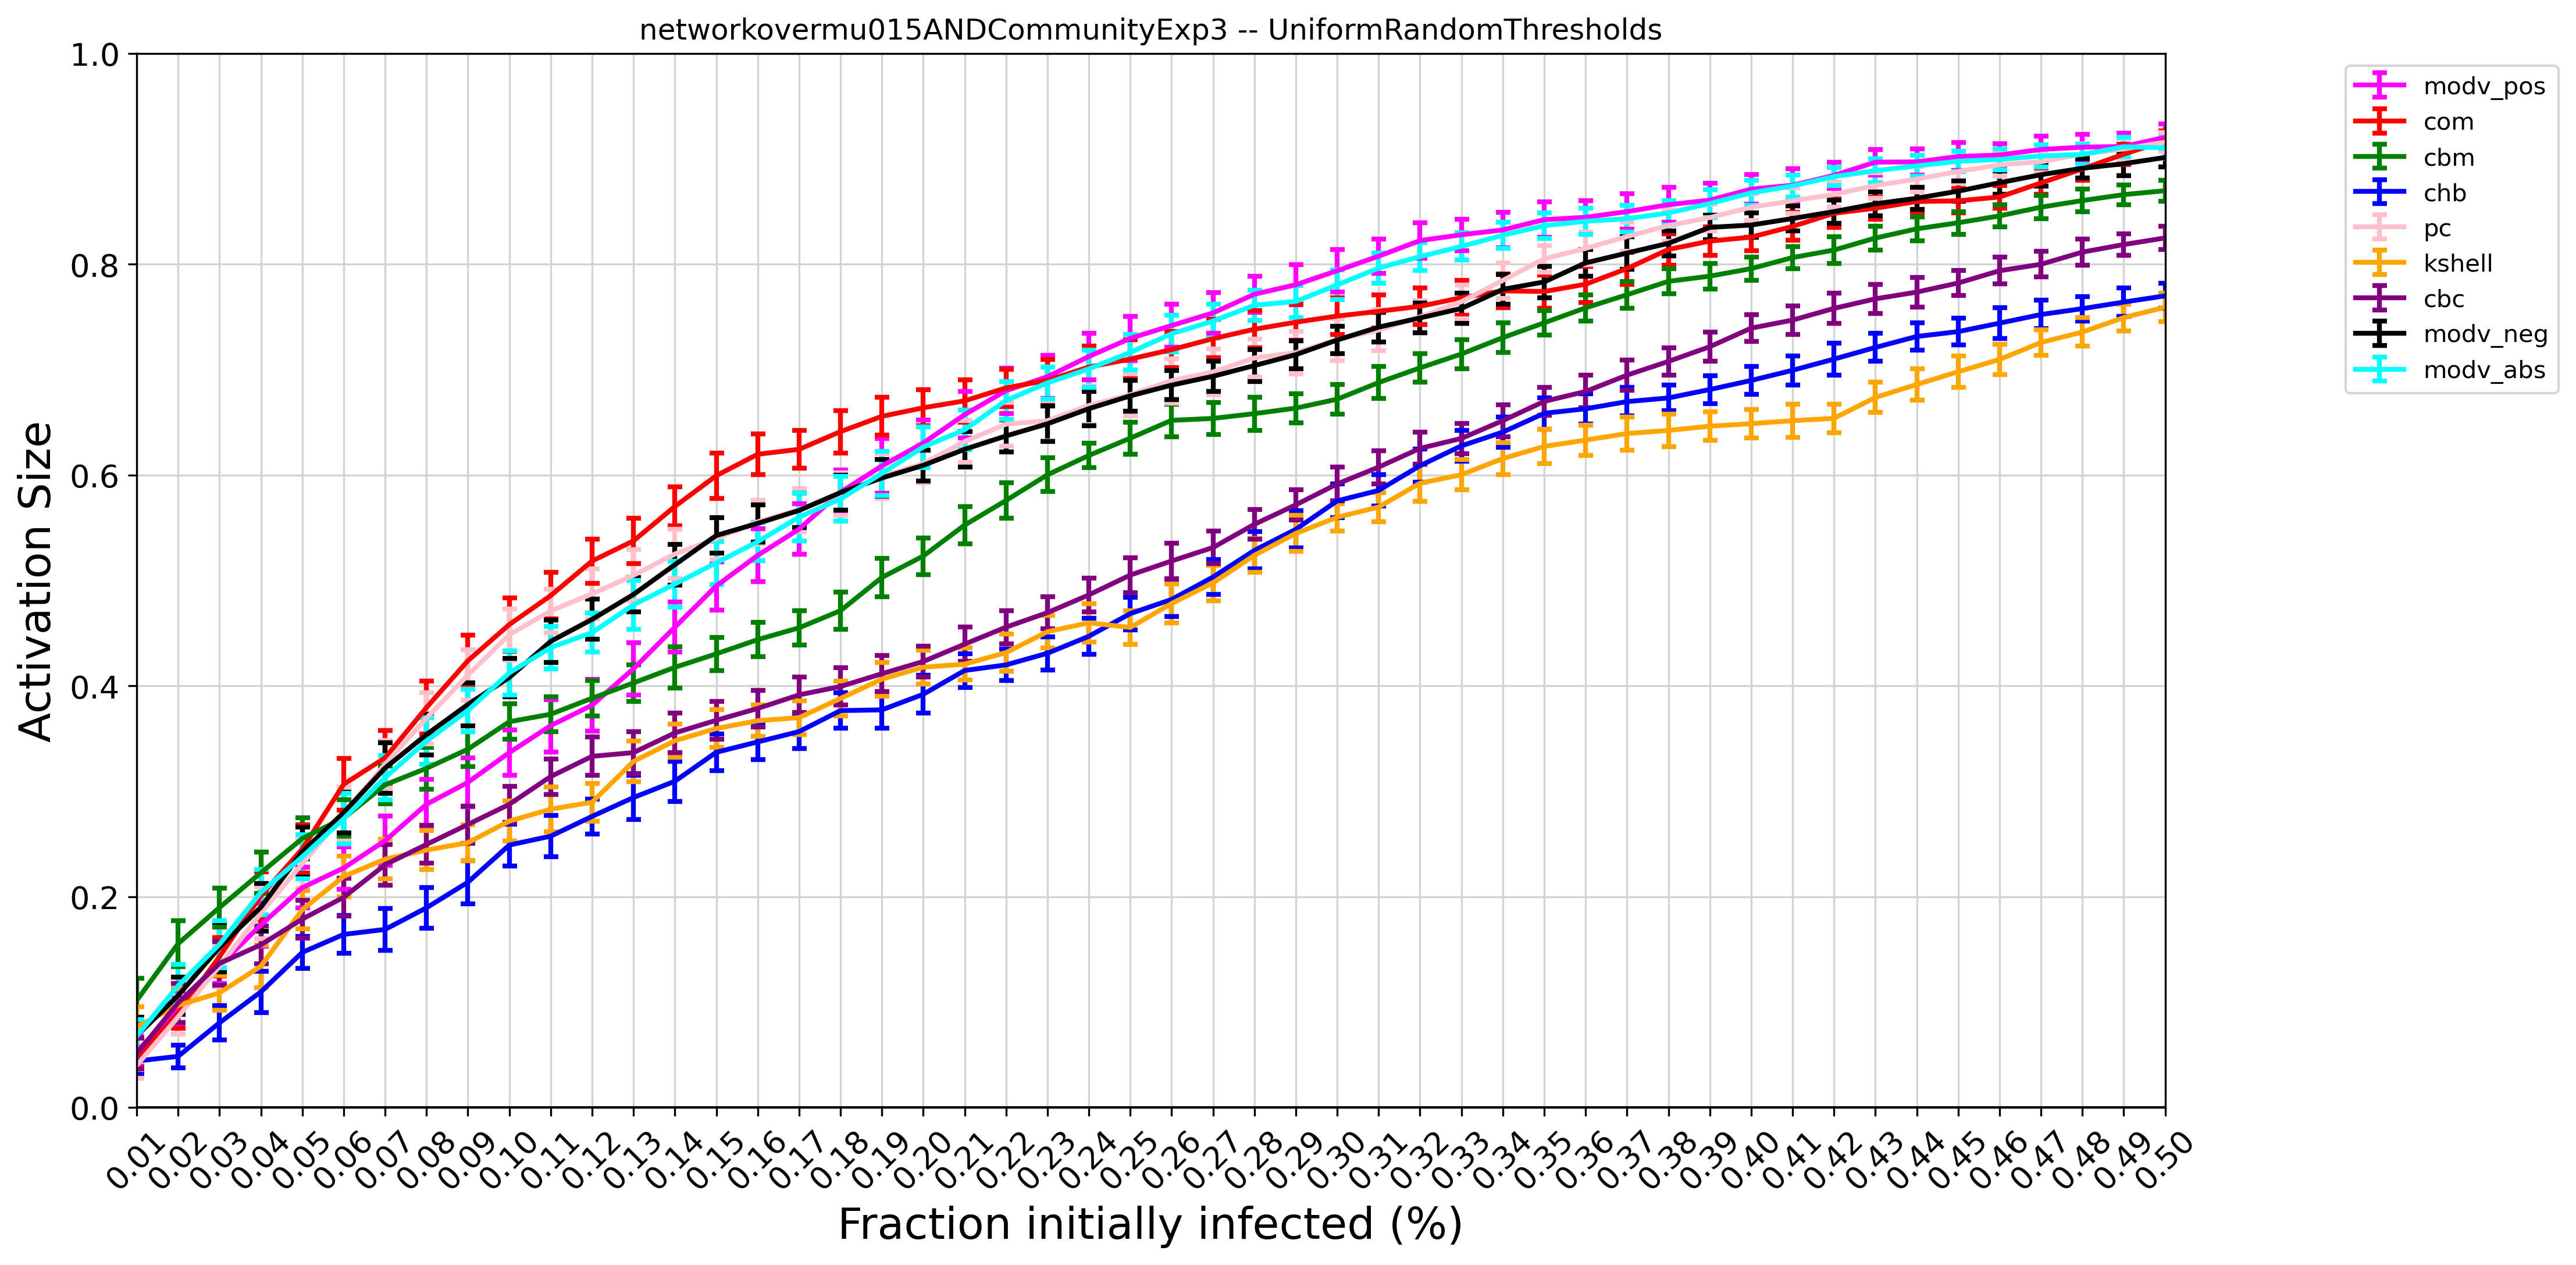 networkovermu015ANDCommunityExp3 -- UniformRandomThresholds
1.0
0.8
0.6
0.4
0.2
0.0
Activation Size
0.01 0.02 0.03 0.04 0.05 0.06 0.07 0.08 0.09 0.10 0.11 0.12 0.13 0.14 0.15 0.16 0.17 0.18 0.19 0.20 0.21 0.22 0.23 0.24 0.25 0.26 0.27 0.28 0.29 0.30 0.31 0.32 0.33 0.34 0.35 0.36 0.37 0.38 0.39 0.40 0.41 0.42 0.43 0.44 0.45 0.46 0.47 0.48 0.49 0.50
Fraction initially infected (%)
modv_pos
com
cbm
chb
pc
kshell
cbc
modv_neg
modv_abs